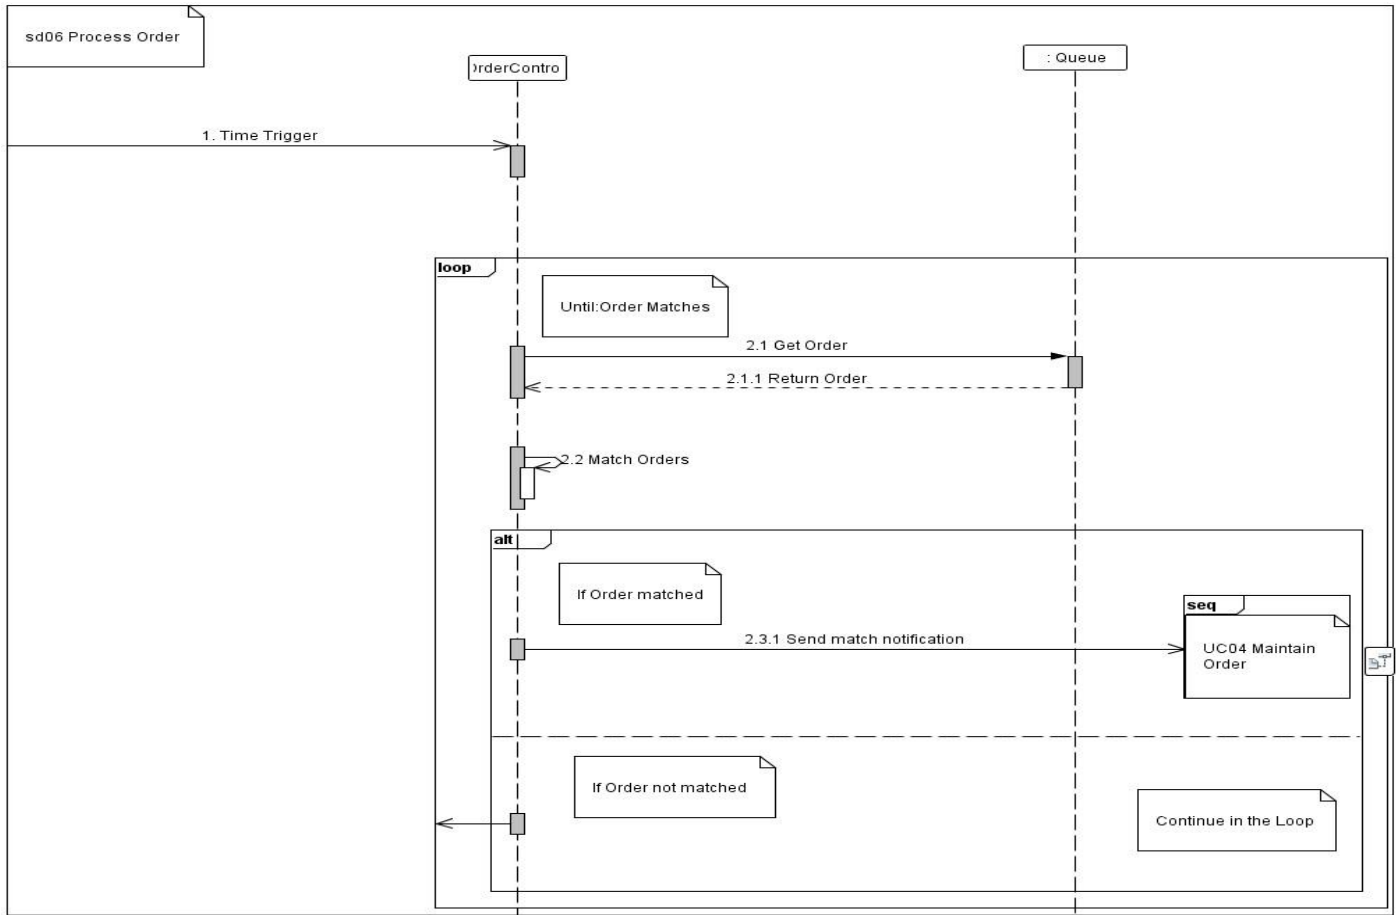 sd06 Process Order
: Queue
rderContro
1. Time Trigger
loop
Until:Order Matches
2.1 Get Order
2.1.1 Return Order
2.2 Match Orders
alt
If Order matched
seq
2.3.1 Send match notification
UC04 Maintain
Order
If Order not matched
Continue in the Loop